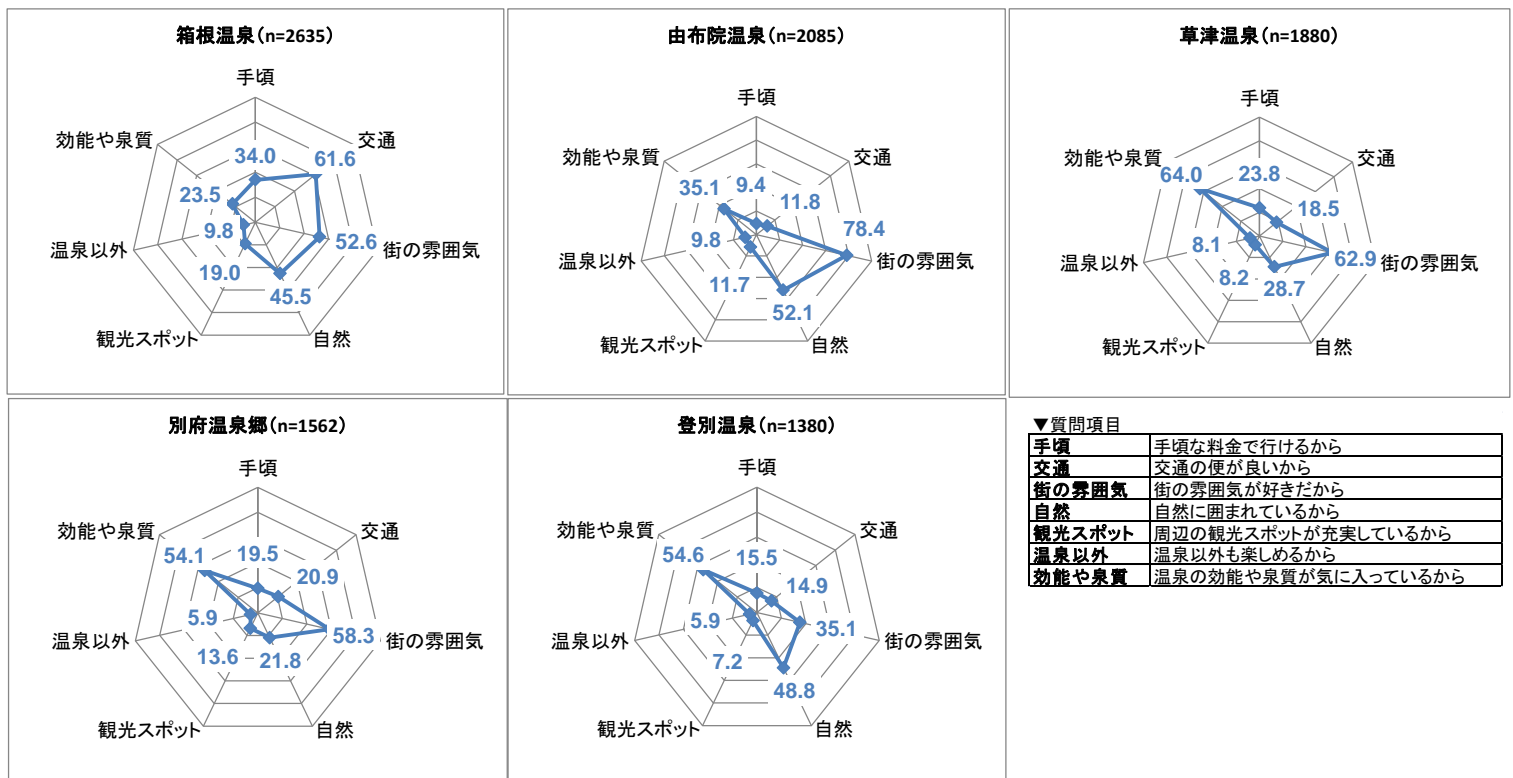 箱根温泉（n=2635）
手頃
効能や泉質
交通
34.0
61.6
23.5
9.8
52.6
温泉以外
街の雰囲気
19.0
45.5
観光スポット
自然
由布院温泉（n=2085）
手頃
効能や泉質
交通
35.1
9.4
11.8
78.4
9.8
温泉以外
街の雰囲気
11.7
52.1
観光スポット
自然
草津温泉（n=1880）
手頃
効能や泉質
交通
64.0
23.8
18.5
8.1
62.9
温泉以外
街の雰囲気
8.2
28.7
観光スポット
自然
別府温泉郷（n=1562）
手頃
効能や泉質
交通
54.1
19.5
20.9
5.9
58.3
温泉以外
街の雰囲気
13.6
21.8
観光スポット
自然
登別温泉（n=1380）
手頃
効能や泉質
交通
54.6
15.5
14.9
5.9
35.1
温泉以外
街の雰囲気
7.2
48.8
観光スポット
自然
▼質問項目
手頃 手頃な料金で行けるから
交通 交通の便が良いから
街の雰囲気 街の雰囲気が好きだから
自然 自然に囲まれているから
観光スポット 周辺の観光スポットが充実しているから
温泉以外 温泉以外も楽しめるから
効能や泉質 温泉の効能や泉質が気に入っているから